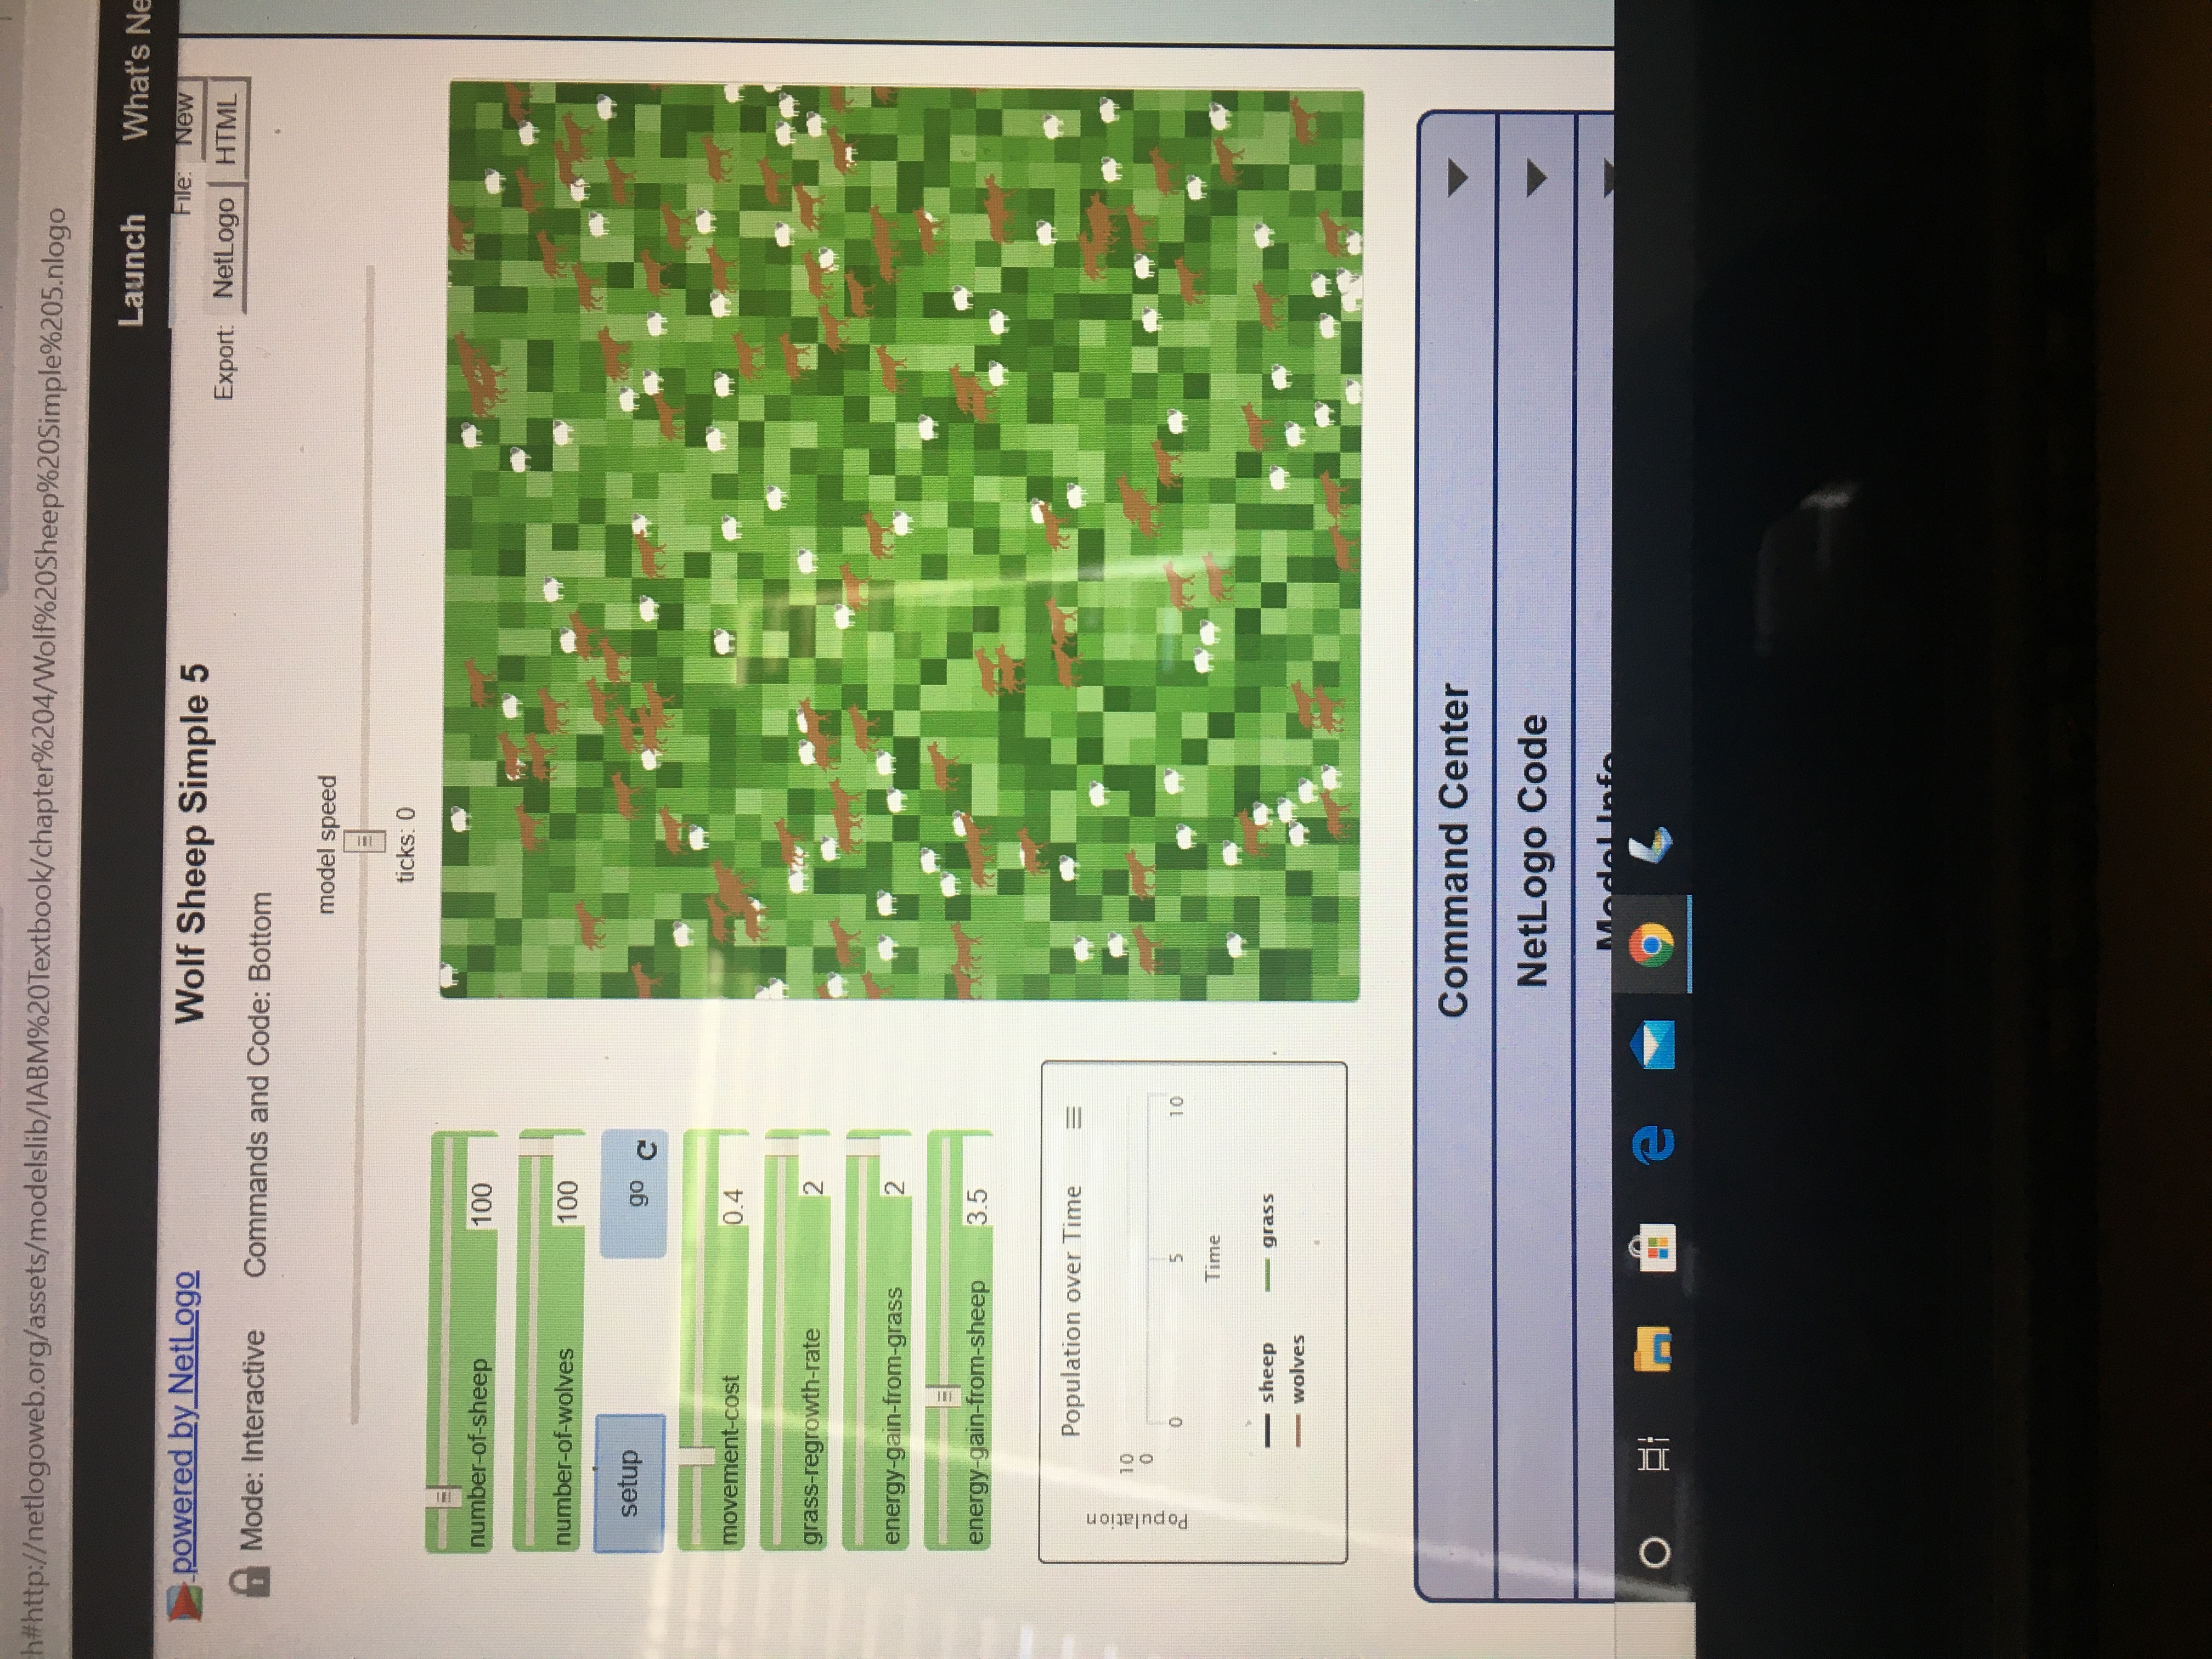 h#http://netlogoweb.org/assets/modelslib/IABM%20Textbook/chapter%204/Wolf%20Sheep%20Simple%205.nlogo
Launch What's Ne
powered by NetLogo
Wolf Sheep Simple 5
File: New
Export: NetLogo HTML
Mode: Interactive Commands and Code: Bottom
model speed
ticks: 0
number-of-sheep 100
number-of-wolves 100
setup go
movement-cost 0.4
grass-regrowth-rate 2
energy-gain-from-grass 2
energy-gain-from-sheep 3.5
Population over Time
Population
10
0
0 5 10
Time
sheep grass
wolves
Command Center
NetLogo Code
Model Info